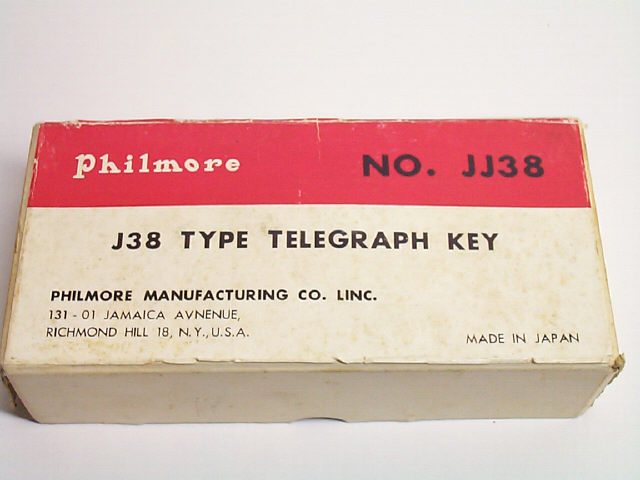 Philmore
NO. JJ38
J38 TYPE TELEGRAPH KEY
PHILMORE MANUFACTURING CO. LINC.
131 - 01 JAMAICA AVNENUE,
RICHMOND HILL 18, N.Y., U.S.A.
MADE IN JAPAN